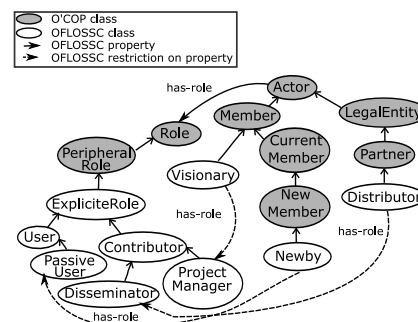 O'COP class
OFLOSSC class
OFLOSSC property
OFLOSSC restriction on property
has-role
Actor
Member
LegalEntity
Role
Peripheral
Role
Current
Member
Partner
Visionary
ExpliciteRole
has-role
New
Member
Distributor
has-role
User
Contributor
Passive
User
Project
Manager
Newby
Disseminator
has-role